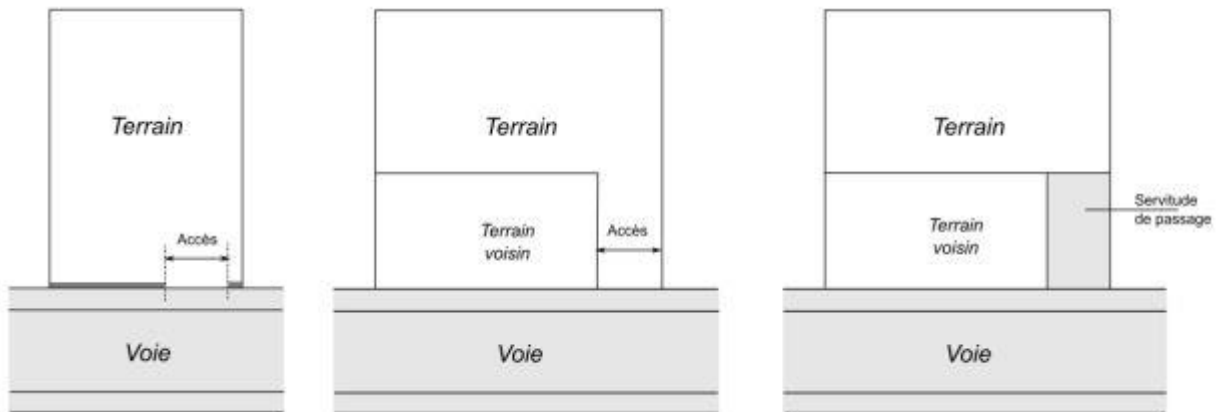 Terrain
Accès
Voie
Terrain
Terrain
voisin
Accès
Voie
Terrain
Terrain
voisin
Servitude
de passage
Voie